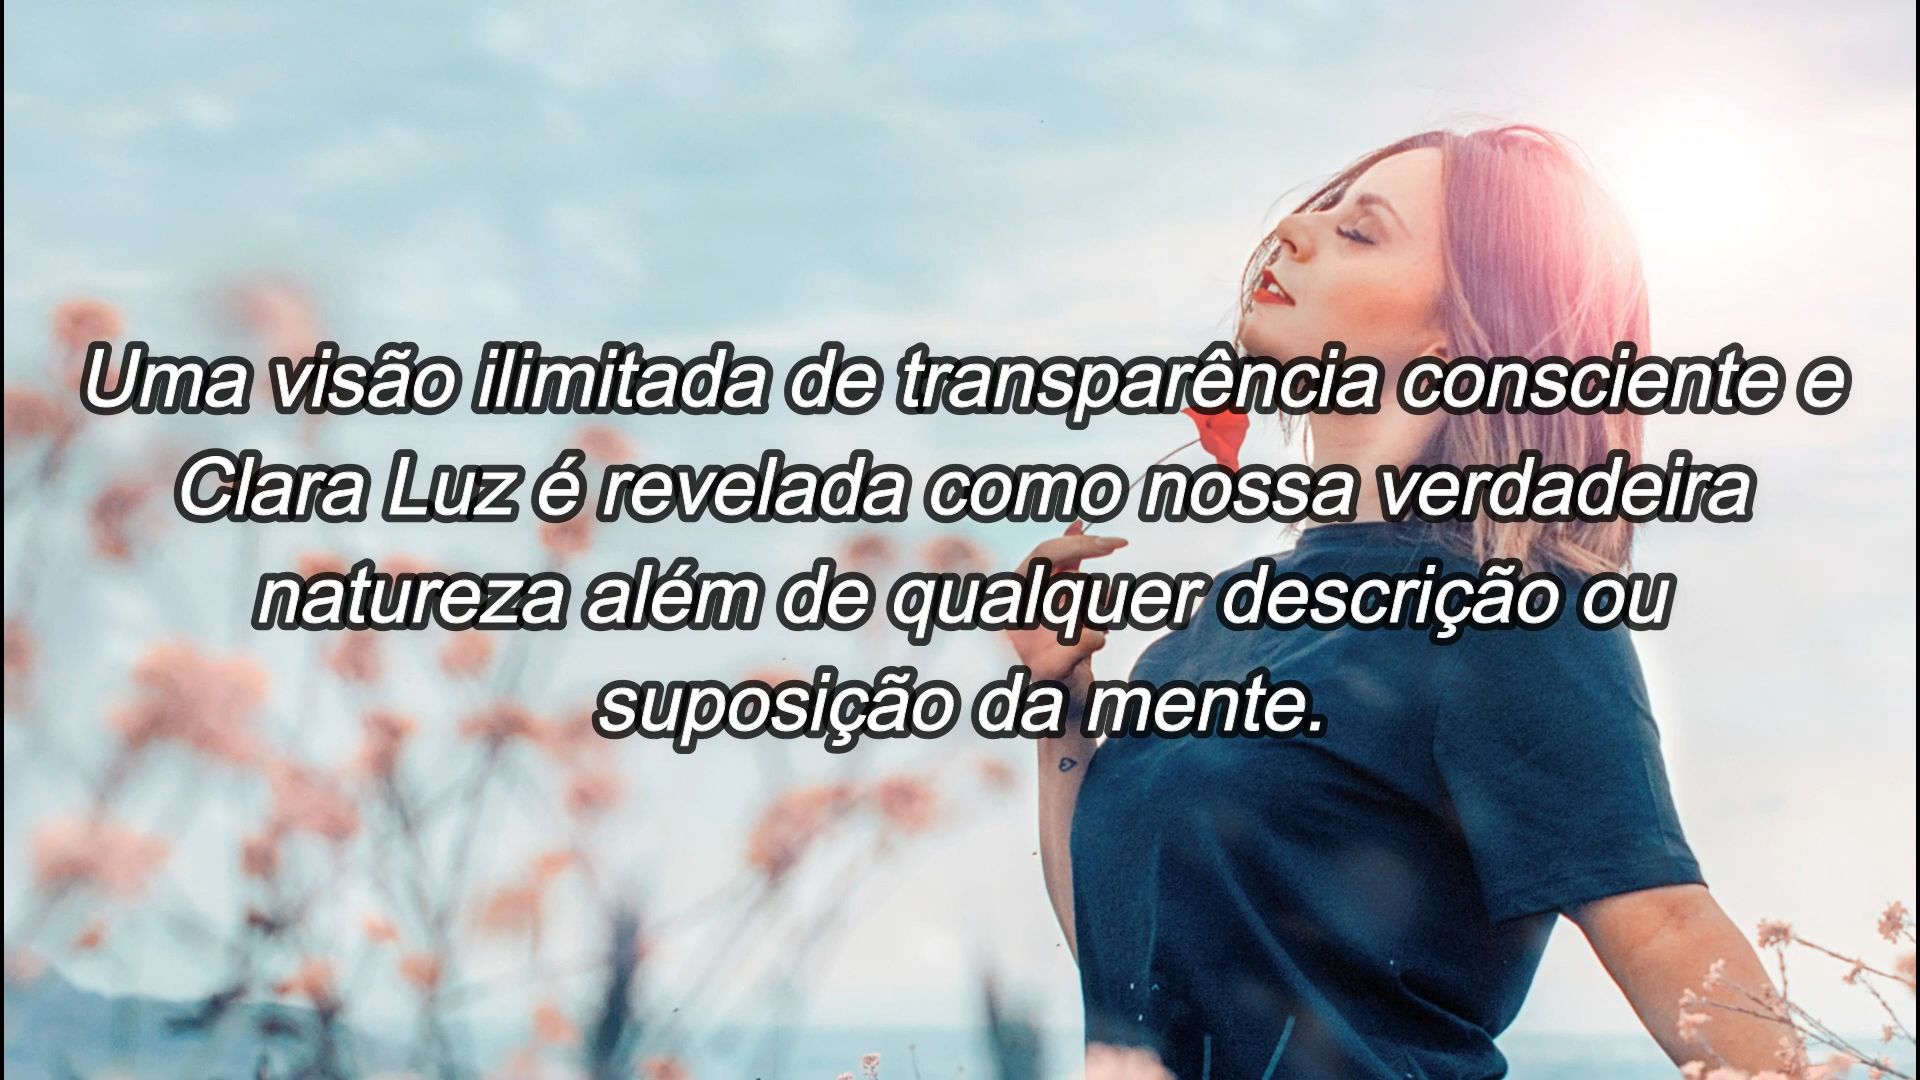 Uma visão ilimitada de transparência consciente e
Clara Luz é revelada como nossa verdadeira
natureza além de qualquer descrição ou
suposição da mente.